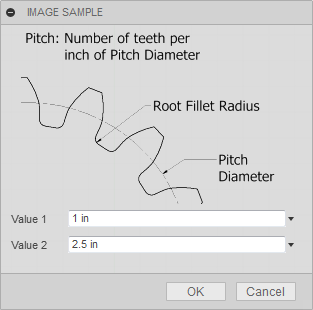 IMAGE SAMPLE
Pitch: Number of teeth per
inch of Pitch Diameter
Root Fillet Radius
Pitch
Diameter
Value 1 1 in
Value 2 2.5 in
OK Cancel